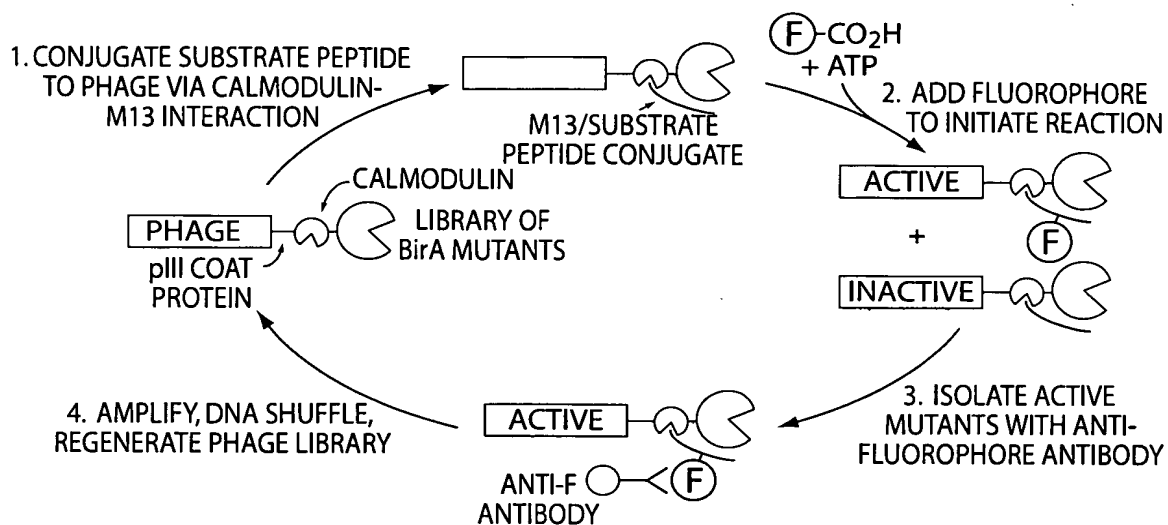 1. CONJUGATE SUBSTRATE PEPTIDE
TO PHAGE VIA CALMODULIN-
M13 INTERACTION
M13/SUBSTRATE
PEPTIDE CONJUGATE
F-CO₂H
+ ATP
2. ADD FLUOROPHORE
TO INITIATE REACTION
ACTIVE
F
+
INACTIVE
3. ISOLATE ACTIVE
MUTANTS WITH ANTI-
FLUOROPHORE ANTIBODY
ACTIVE
F
ANTI-F
ANTIBODY
4. AMPLIFY, DNA SHUFFLE,
REGENERATE PHAGE LIBRARY
PHAGE
CALMODULIN
LIBRARY OF
BirA MUTANTS
pIII COAT
PROTEIN